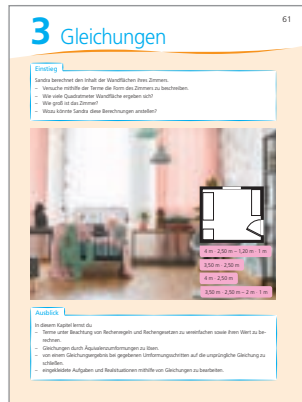 61
3 Gleichungen
Einstieg
Sandra berechnet den Inhalt der Wandflächen ihres Zimmers.
– Versuche mithilfe der Terme die Form des Zimmers zu beschreiben.
– Wie viele Quadratmeter Wandfläche ergeben sich?
– Wie groß ist das Zimmer?
– Wozu könnte Sandra diese Berechnungen anstellen?
4 m · 2,50 m – 1,20 m · 1 m
3,50 m · 2,50 m
4 m · 2,50 m
3,50 m · 2,50 m – 2 m · 1 m
Ausblick
In diesem Kapitel lernst du
– Terme unter Beachtung von Rechenregeln und Rechengesetzen zu vereinfachen sowie ihren Wert zu be-
rechnen.
– Gleichungen durch Äquivalenzumformungen zu lösen.
– von einem Gleichungsergebnis bei gegebenen Umformungsschritten auf die ursprüngliche Gleichung zu
schließen.
– eingekleidete Aufgaben und Realsituationen mithilfe von Gleichungen zu bearbeiten.